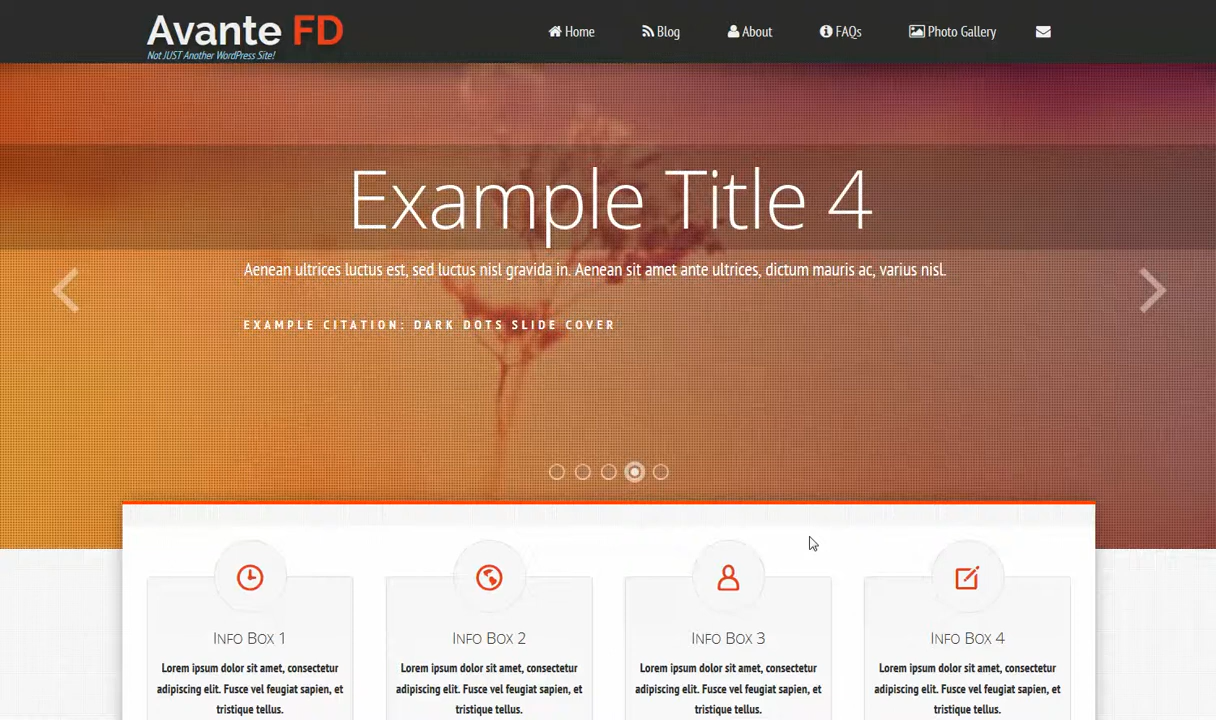 Avante FD
Not JUST Another WordPress Site!
Home Blog About FAQs Photo Gallery
Example Title 4
Aenean ultrices luctus est, sed luctus nisl gravida in. Aenean sit amet ante ultrices, dictum mauris ac, varius nisl.
EXAMPLE CITATION: DARK DOTS SLIDE COVER
Info Box 1
Lorem ipsum dolor sit amet, consectetur
adipiscing elit. Fusce vel feugiat sapien, et
tristique tellus.
Info Box 2
Lorem ipsum dolor sit amet, consectetur
adipiscing elit. Fusce vel feugiat sapien, et
tristique tellus.
Info Box 3
Lorem ipsum dolor sit amet, consectetur
adipiscing elit. Fusce vel feugiat sapien, et
tristique tellus.
Info Box 4
Lorem ipsum dolor sit amet, consectetur
adipiscing elit. Fusce vel feugiat sapien, et
tristique tellus.